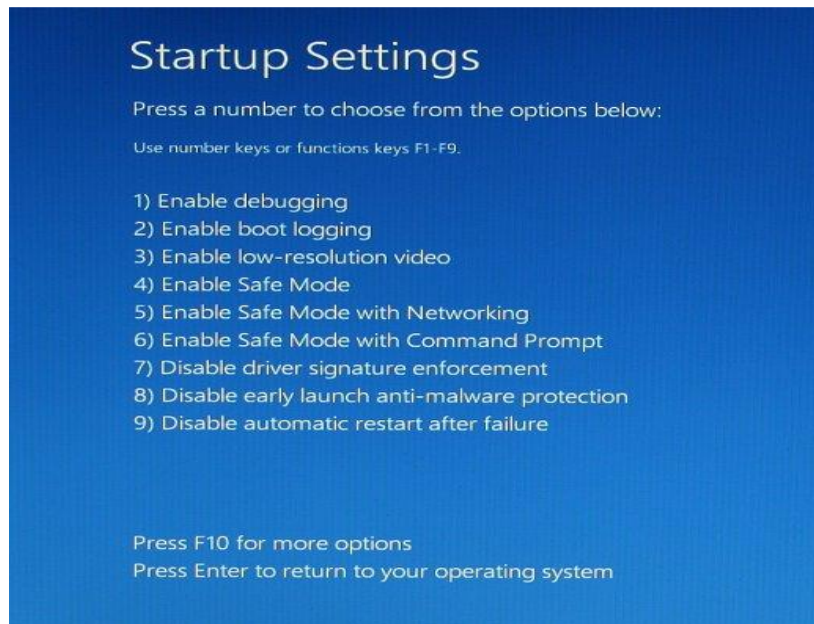 Startup Settings
Press a number to choose from the options below:
Use number keys or functions keys F1-F9.
1) Enable debugging
2) Enable boot logging
3) Enable low-resolution video
4) Enable Safe Mode
5) Enable Safe Mode with Networking
6) Enable Safe Mode with Command Prompt
7) Disable driver signature enforcement
8) Disable early launch anti-malware protection
9) Disable automatic restart after failure
Press F10 for more options
Press Enter to return to your operating system